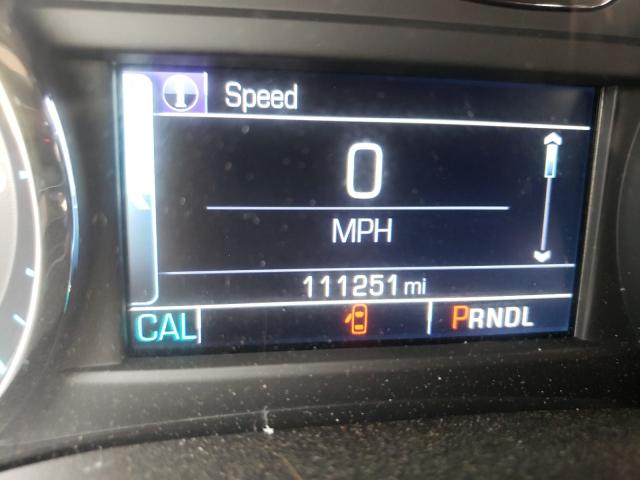 Speed
0
MPH
111251 mi
CAL PRNDL